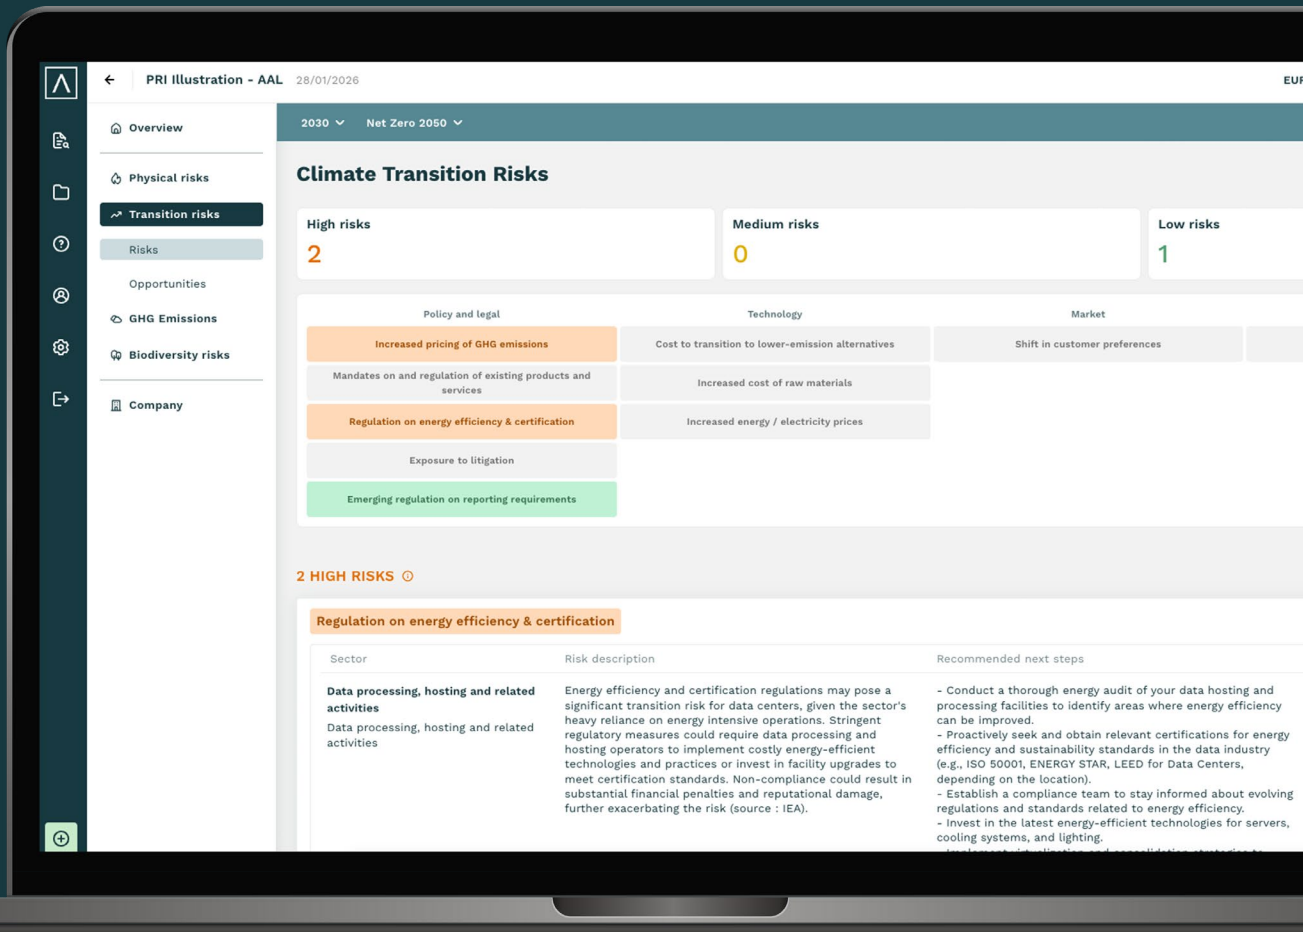 PRI Illustration - AAL 28/01/2026
EUR
Overview
Physical risks
Transition risks
Risks
Opportunities
GHG Emissions
Biodiversity risks
Company
2030 Net Zero 2050
Climate Transition Risks
High risks
2
Medium risks
0
Low risks
1
Policy and legal
Technology
Market
Increased pricing of GHG emissions
Cost to transition to lower-emission alternatives
Shift in customer preferences
Mandates on and regulation of existing products and
services
Increased cost of raw materials
Regulation on energy efficiency & certification
Increased energy / electricity prices
Exposure to litigation
Emerging regulation on reporting requirements
2 HIGH RISKS
Regulation on energy efficiency & certification
Sector
Risk description
Recommended next steps
Data processing, hosting and related
activities
Data processing, hosting and related
activities
Energy efficiency and certification regulations may pose a
significant transition risk for data centers, given the sector's
heavy reliance on energy intensive operations. Stringent
regulatory measures could require data processing and
hosting operators to implement costly energy-efficient
technologies and practices or invest in facility upgrades to
meet certification standards. Non-compliance could result in
substantial financial penalties and reputational damage,
further exacerbating the risk (source : IEA).
- Conduct a thorough energy audit of your data hosting and
processing facilities to identify areas where energy efficiency
can be improved.
- Proactively seek and obtain relevant certifications for energy
efficiency and sustainability standards in the data industry
(e.g., ISO 50001, ENERGY STAR, LEED for Data Centers,
depending on the location).
- Establish a compliance team to stay informed about evolving
regulations and standards related to energy efficiency.
- Invest in the latest energy-efficient technologies for servers,
cooling systems, and lighting.
- Implement virtualization and consolidation strategies to